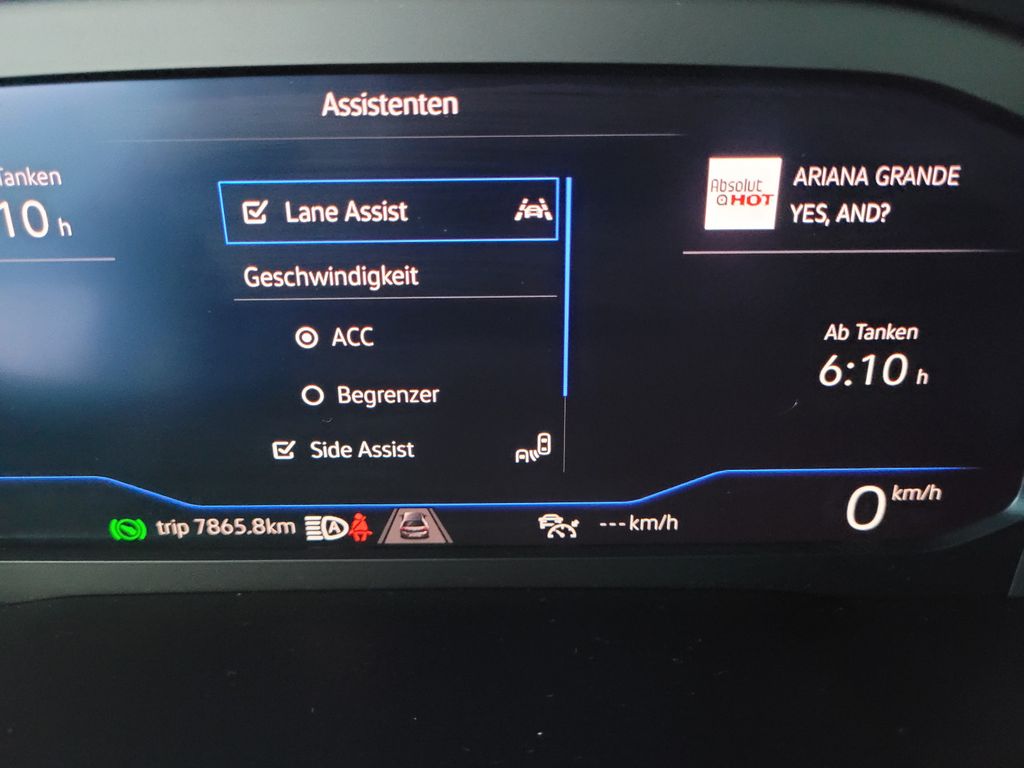 Assistenten
Tanken
10 h
Lane Assist
Geschwindigkeit
ACC
Begrenzer
Side Assist
Absolut
HOT
ARIANA GRANDE
YES, AND?
Ab Tanken
6:10 h
trip 7865.8km
A
--- km/h
0 km/h